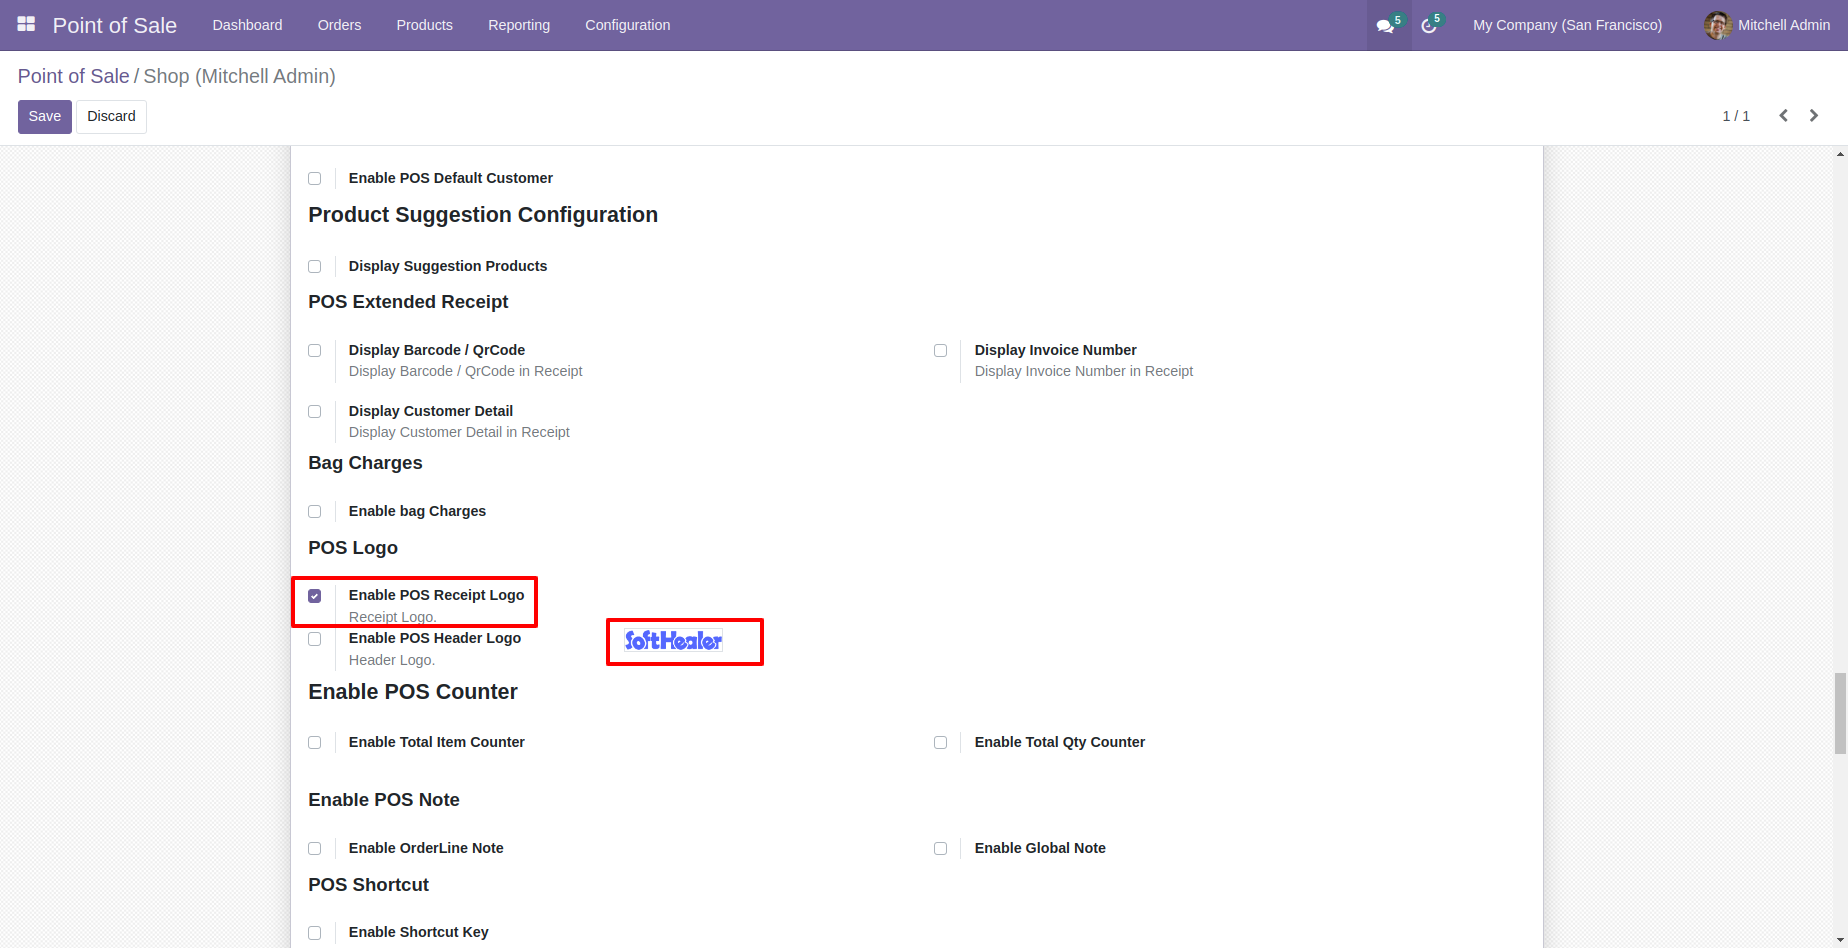 Point of Sale Dashboard Orders Products Reporting Configuration 5 5 My Company (San Francisco) Mitchell Admin
Point of Sale / Shop (Mitchell Admin)
Save Discard 1 / 1
Enable POS Default Customer
Product Suggestion Configuration
Display Suggestion Products
POS Extended Receipt
Display Barcode / QrCode Display Invoice Number
Display Barcode / QrCode in Receipt Display Invoice Number in Receipt
Display Customer Detail
Display Customer Detail in Receipt
Bag Charges
Enable bag Charges
POS Logo
Enable POS Receipt Logo
Receipt Logo.
Enable POS Header Logo SoftHealer
Header Logo.
Enable POS Counter
Enable Total Item Counter Enable Total Qty Counter
Enable POS Note
Enable OrderLine Note Enable Global Note
POS Shortcut
Enable Shortcut Key